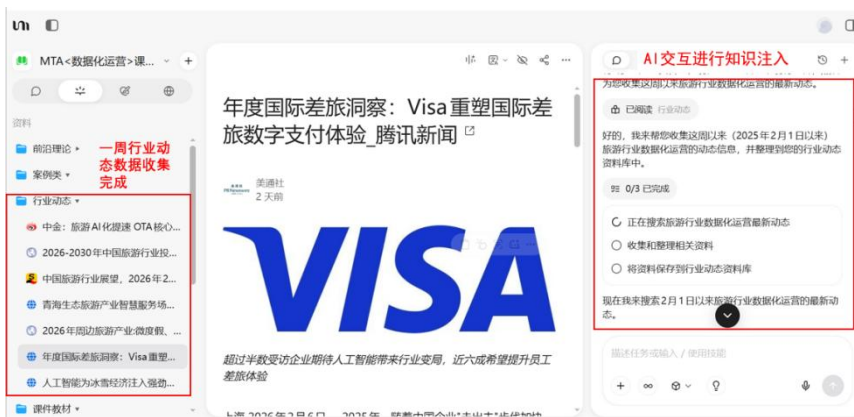 MTA<数据化运营>课...
资料
前沿理论
案例类
行业动态
一周行业动态数据收集完成
中金：旅游AI化提速 OTA核心...
2026-2030年中国旅游行业投...
中国旅游行业展望，2026年2...
青海生态旅游产业智慧服务场...
2026年周边旅游产业:微度假、...
年度国际差旅洞察：Visa重塑...
人工智能为冰雪经济注入强劲...
课件教材
年度国际差旅洞察：Visa重塑国际差
旅数字支付体验_腾讯新闻
美通社
2天前
VISA
超过半数受访企业期待人工智能带来行业变局，近六成希望提升员工
差旅体验
AI交互进行知识注入
为您收集这周以来旅游行业数据化运营的最新动态。
已阅读 行业动态
好的，我来帮您收集这周以来（2025年2月1日以来）
旅游行业数据化运营的动态信息，并整理到您的行业动态
资料库中。
0/3 已完成
正在搜索旅游行业数据化运营最新动态
收集和整理相关资料
将资料保存到行业动态资料库
现在我来搜索2月1日以来旅游行业数据化运营的最新动
态。
描述任务或输入 / 使用技能